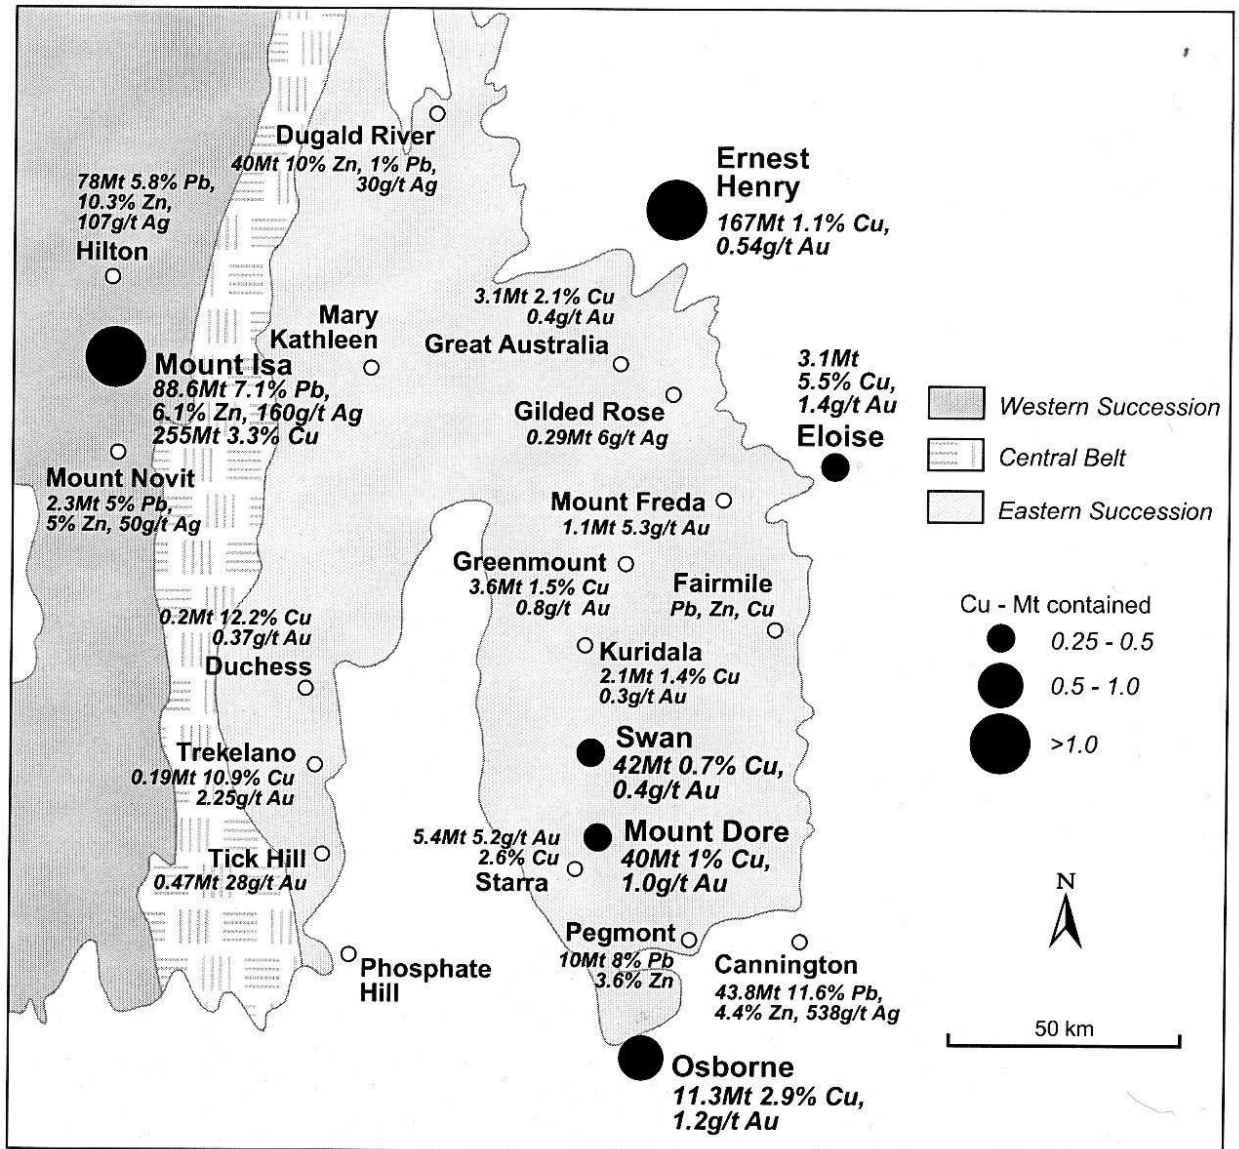 Dugald River
40Mt 10% Zn, 1% Pb,
30g/t Ag
Ernest
Henry
167Mt 1.1% Cu,
0.54g/t Au
78Mt 5.8% Pb,
10.3% Zn,
107g/t Ag
Hilton
3.1Mt 2.1% Cu
0.4g/t Au
Great Australia
Mary
Kathleen
Mount Isa
88.6Mt 7.1% Pb,
6.1% Zn, 160g/t Ag
255Mt 3.3% Cu
Gilded Rose
0.29Mt 6g/t Ag
3.1Mt
5.5% Cu,
1.4g/t Au
Eloise
Mount Novit
2.3Mt 5% Pb,
5% Zn, 50g/t Ag
Mount Freda
1.1Mt 5.3g/t Au
Greenmount
3.6Mt 1.5% Cu
0.8g/t Au
Fairmile
Pb, Zn, Cu
0.2Mt 12.2% Cu
0.37g/t Au
Duchess
Kuridala
2.1Mt 1.4% Cu
0.3g/t Au
Trekelano
0.19Mt 10.9% Cu
2.25g/t Au
Swan
42Mt 0.7% Cu,
0.4g/t Au
Tick Hill
0.47Mt 28g/t Au
5.4Mt 5.2g/t Au
2.6% Cu
Starra
Mount Dore
40Mt 1% Cu,
1.0g/t Au
Phosphate
Hill
Pegmont
10Mt 8% Pb
3.6% Zn
Cannington
43.8Mt 11.6% Pb,
4.4% Zn, 538g/t Ag
Osborne
11.3Mt 2.9% Cu,
1.2g/t Au
Western Succession
Central Belt
Eastern Succession
Cu - Mt contained
0.25 - 0.5
0.5 - 1.0
>1.0
N
50 km